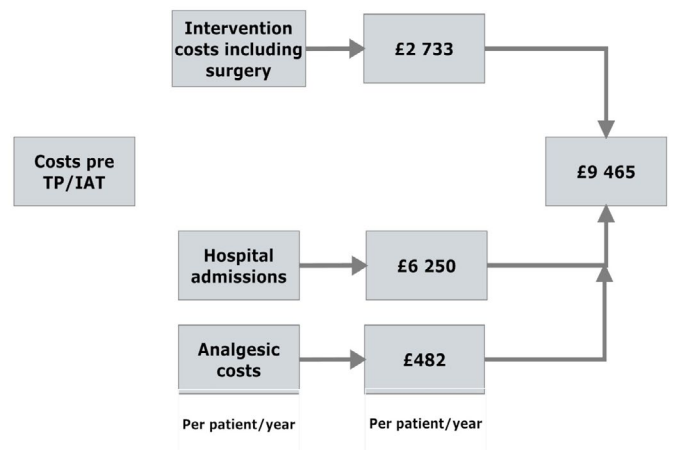 Intervention
costs including
surgery
£2 733
Costs pre
TP/IAT
£9 465
Hospital
admissions
£6 250
Analgesic
costs
£482
Per patient/year
Per patient/year